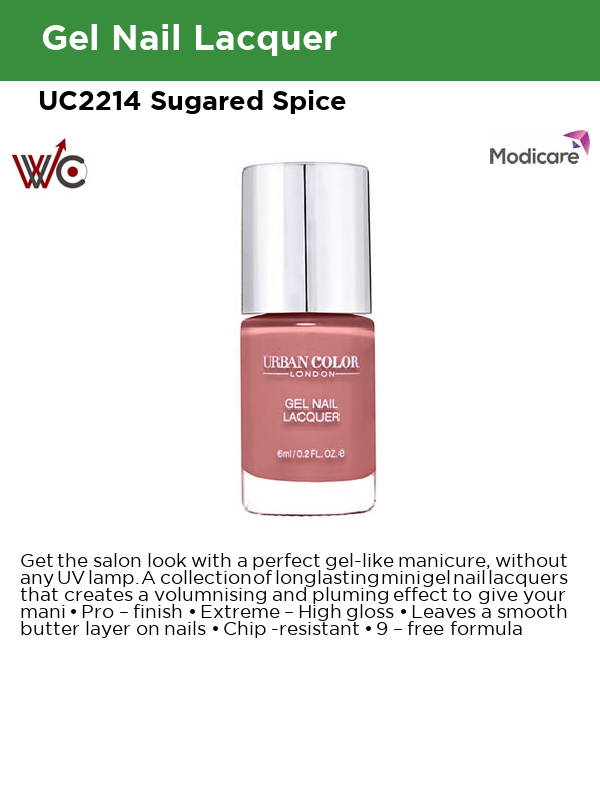 Gel Nail Lacquer
UC2214 Sugared Spice
WC
Modicare
URBAN COLOR
LONDON
GEL NAIL
LACQUER
6ml/0.2 FL. OZ. e
Get the salon look with a perfect gel-like manicure, without
any UV lamp. A collection of longlasting mini gel nail lacquers
that creates a volumnising and pluming effect to give your
mani • Pro – finish • Extreme – High gloss • Leaves a smooth
butter layer on nails • Chip -resistant • 9 – free formula